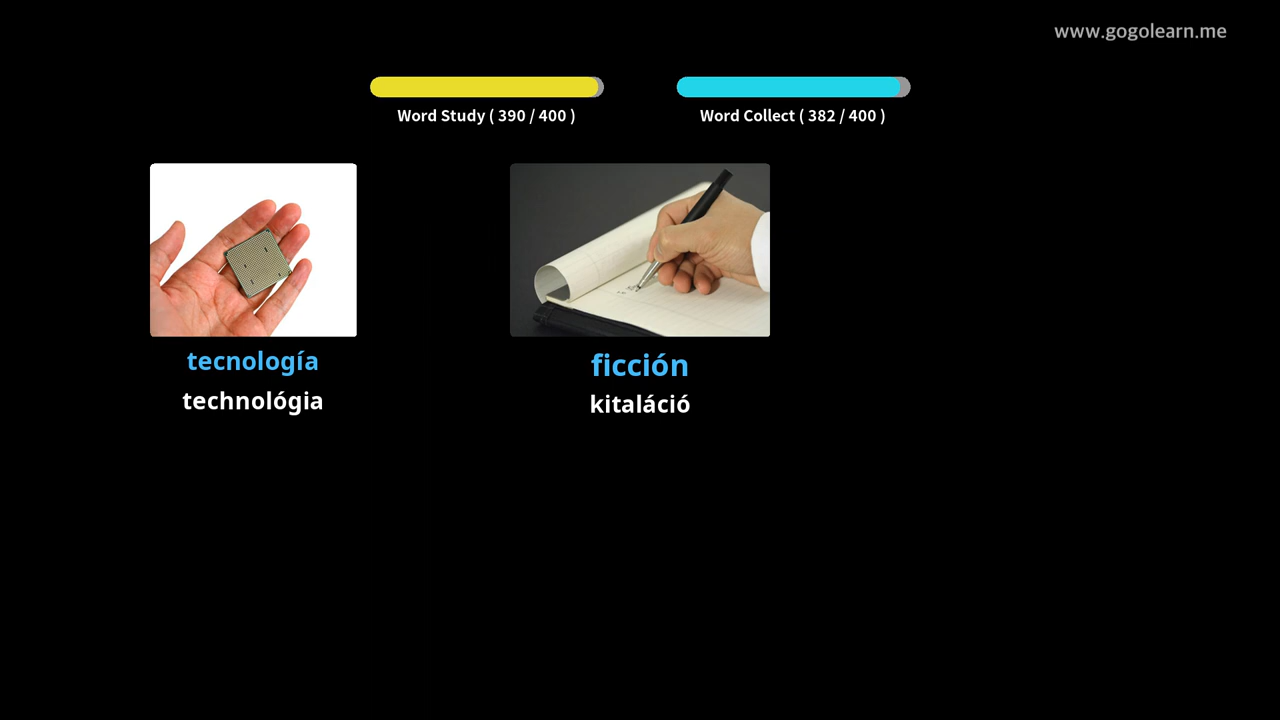 www.gogolearn.me
Word Study ( 390 / 400 )
Word Collect ( 382 / 400 )
tecnología
technológia
ficción
kitaláció